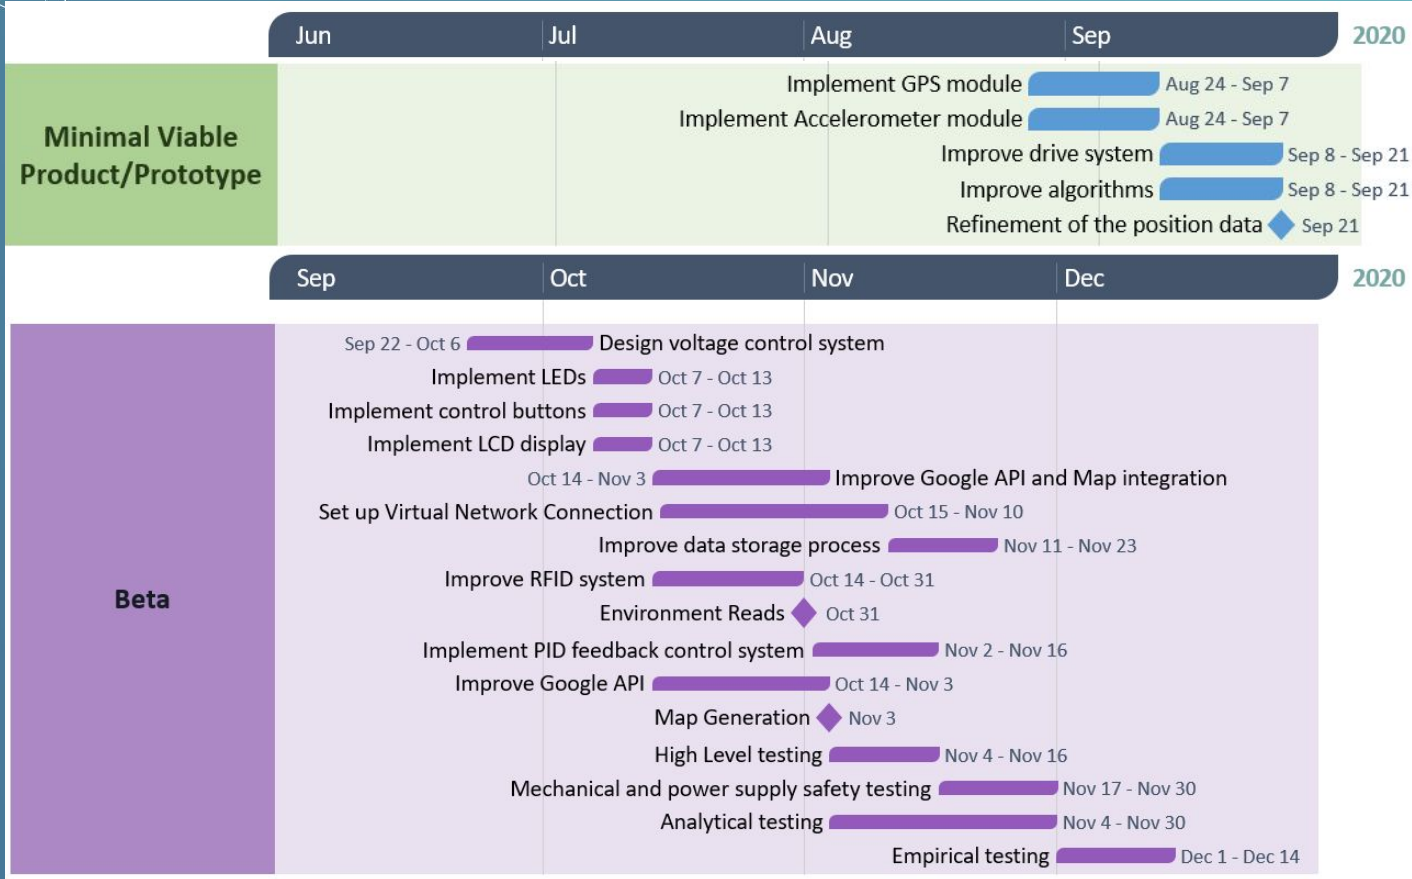 Jun Jul Aug Sep 2020
Minimal Viable
Product/Prototype
Implement GPS module Aug 24 - Sep 7
Implement Accelerometer module Aug 24 - Sep 7
Improve drive system Sep 8 - Sep 21
Improve algorithms Sep 8 - Sep 21
Refinement of the position data Sep 21
Sep Oct Nov Dec 2020
Beta
Sep 22 - Oct 6 Design voltage control system
Implement LEDs Oct 7 - Oct 13
Implement control buttons Oct 7 - Oct 13
Implement LCD display Oct 7 - Oct 13
Oct 14 - Nov 3 Improve Google API and Map integration
Set up Virtual Network Connection Oct 15 - Nov 10
Improve data storage process Nov 11 - Nov 23
Improve RFID system Oct 14 - Oct 31
Environment Reads Oct 31
Implement PID feedback control system Nov 2 - Nov 16
Improve Google API Oct 14 - Nov 3
Map Generation Nov 3
High Level testing Nov 4 - Nov 16
Mechanical and power supply safety testing Nov 17 - Nov 30
Analytical testing Nov 4 - Nov 30
Empirical testing Dec 1 - Dec 14